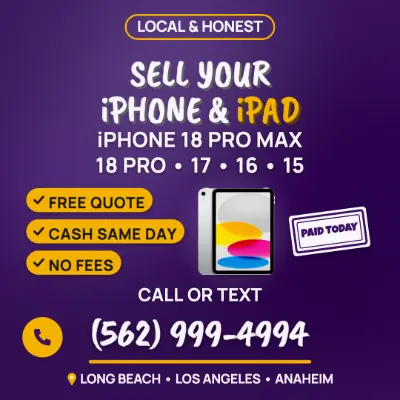 LOCAL & HONEST
SELL YOUR
iPHONE & iPAD
iPHONE 18 PRO MAX
18 PRO • 17 • 16 • 15
FREE QUOTE
CASH SAME DAY
NO FEES
PAID TODAY
CALL OR TEXT
(562) 999-4994
LONG BEACH • LOS ANGELES • ANAHEIM